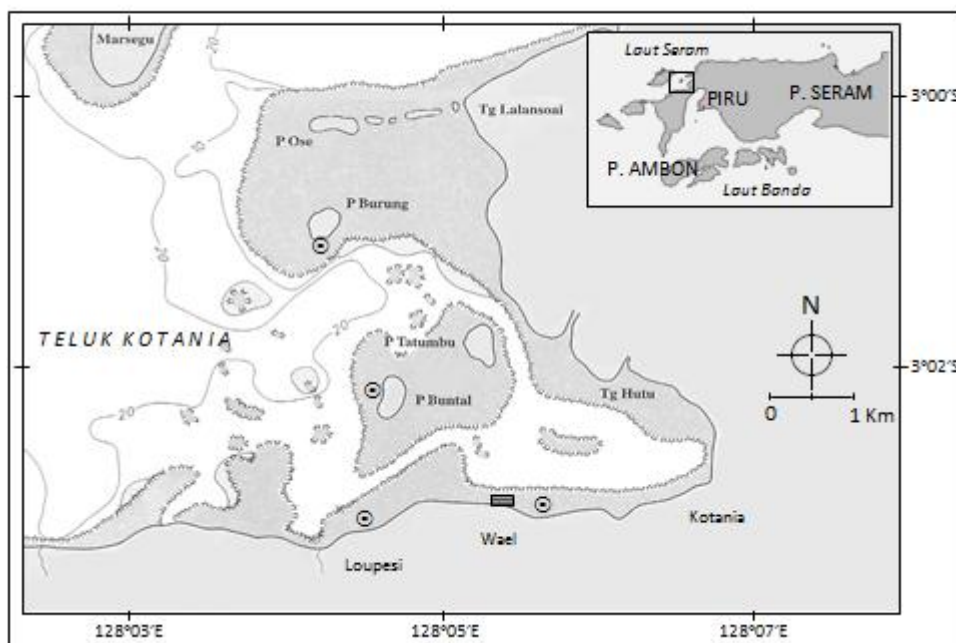 Marsegu
20
Laut Seram
PIRU
P. SERAM
P. AMBON
Laut Banda
3°00'S
Tg Lalansoai
P Ose
10
P Burung
20
20
TELUK KOTANIA
N
P Tatumbu
3°02'S
P Buntal
Tg Hutu
0 1 Km
20
Loupesi
Wael
Kotania
128°03'E
128°05'E
128°07'E